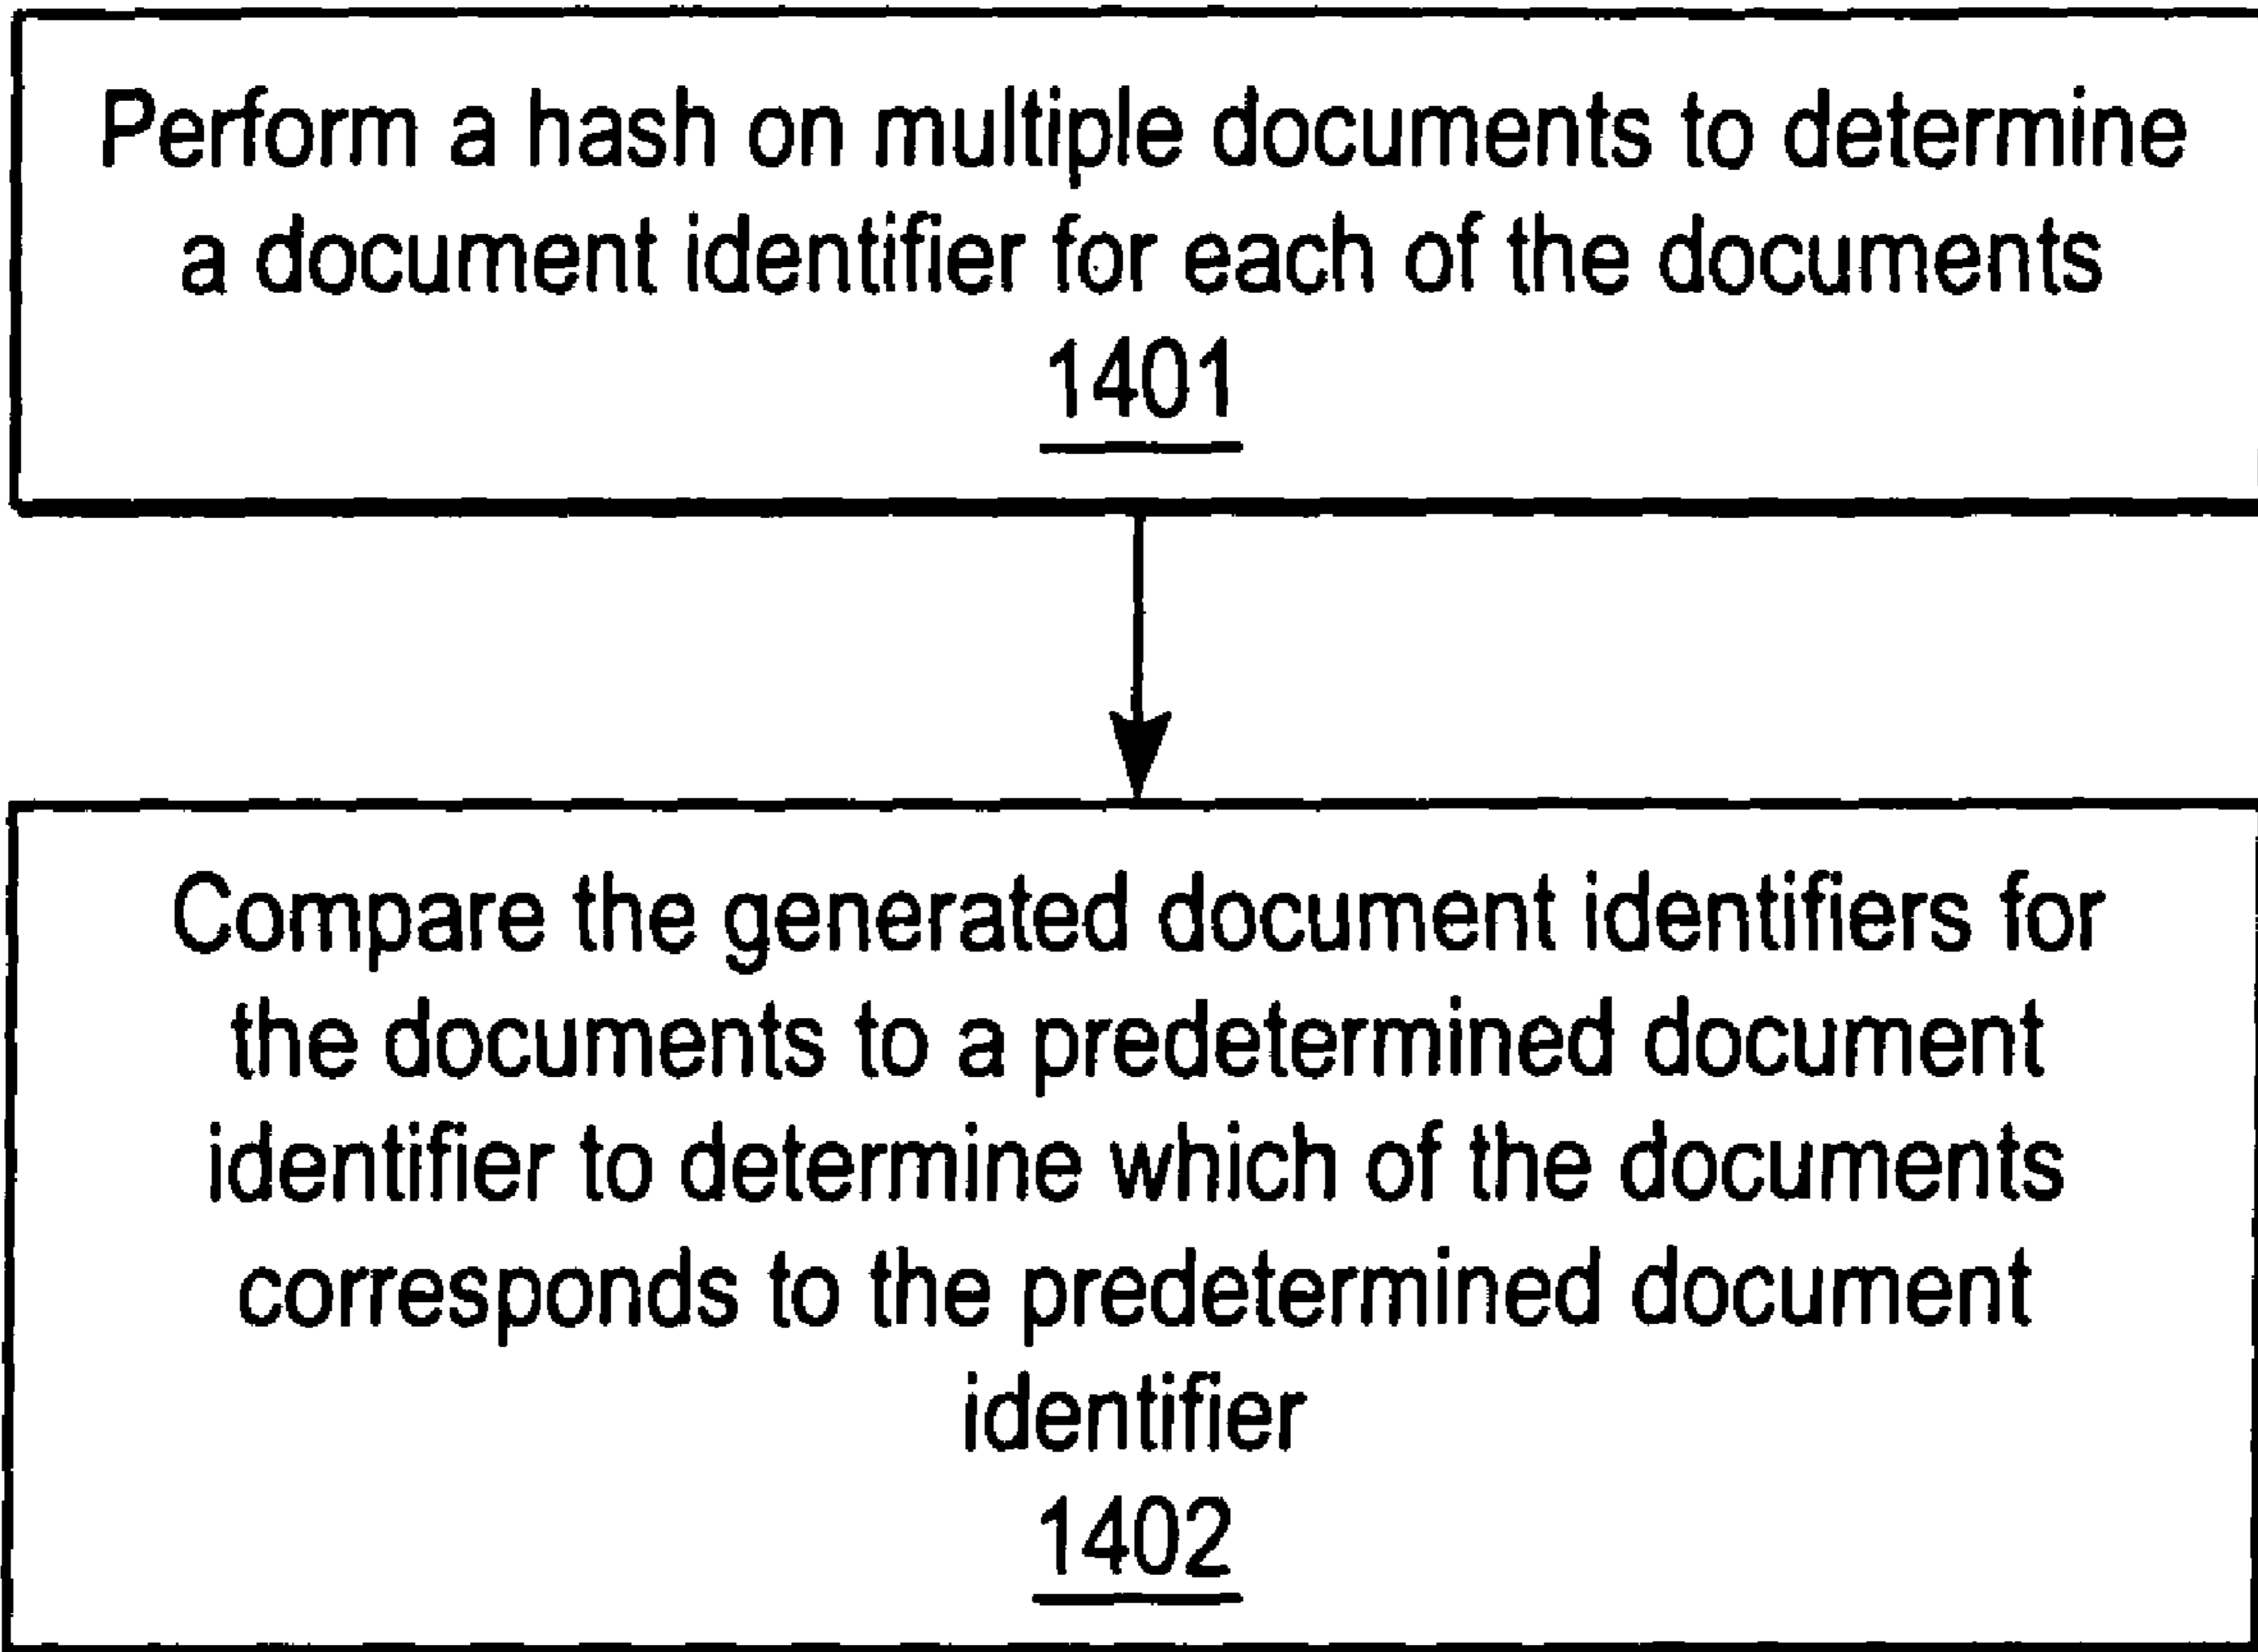 Perform a hash on multiple documents to determine
a document identifier for each of the documents
1401
Compare the generated document identifiers for
the documents to a predetermined document
identifier to determine which of the documents
corresponds to the predetermined document
identifier
1402